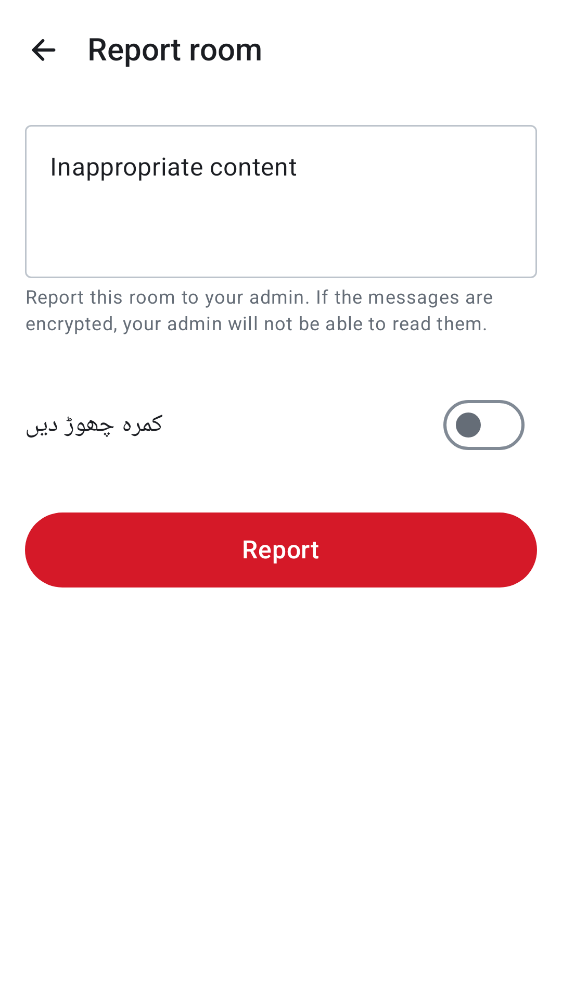 Report room
Inappropriate content
Report this room to your admin. If the messages are
encrypted, your admin will not be able to read them.
کمرہ چھوڑ دیں
Report